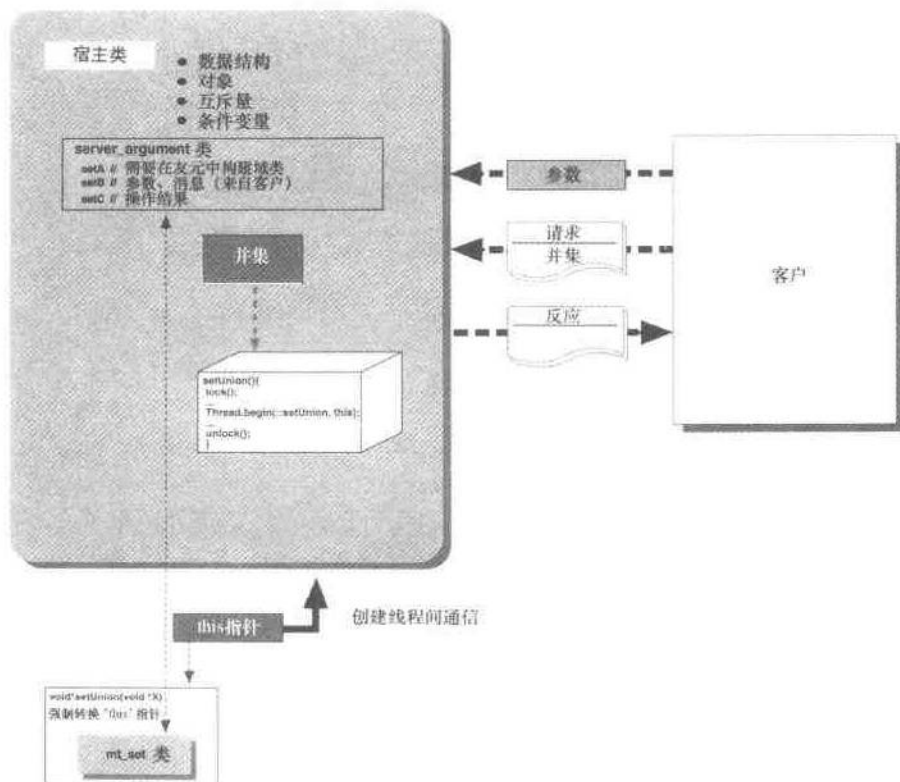 宿主类
● 数据结构
● 对象
● 互斥量
● 条件变量
server_argument 类
setA // 需要在友元中构造域类
setB // 参数、消息（来自客户）
setC // 操作结果
并集
setUnion(){
lock();
...
Thread.begin(::setUnion, this);
...
unlock();
}
参数
请求
并集
反应
客户
this指针
创建线程间通信
void*setUnion(void *X)
强制转换"this"指针
mt_set 类